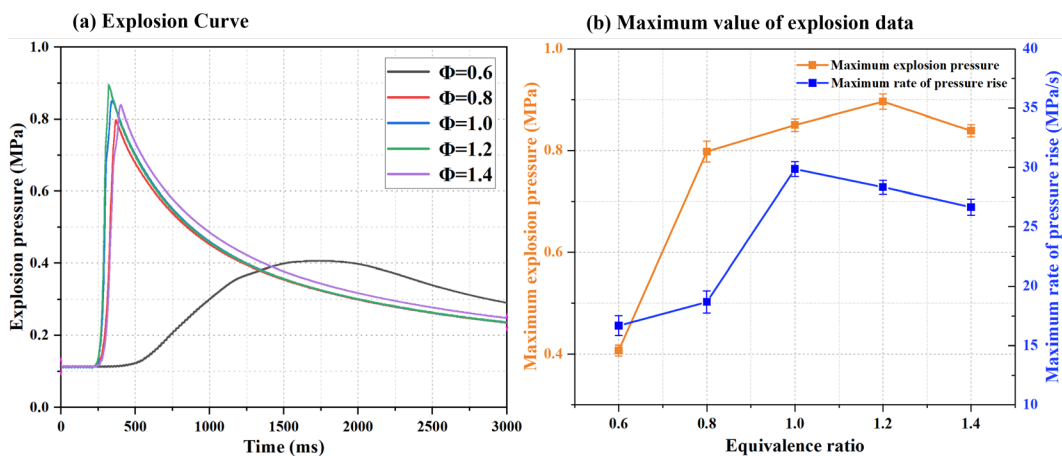 (a) Explosion Curve
Explosion pressure (MPa)
1.0
0.8
0.6
0.4
0.2
0.0
Φ=0.6
Φ=0.8
Φ=1.0
Φ=1.2
Φ=1.4
0 500 1000 1500 2000 2500 3000
Time (ms)
(b) Maximum value of explosion data
Maximum explosion pressure (MPa)
1.0
0.8
0.6
0.4
Maximum explosion pressure
Maximum rate of pressure rise
40
35
30
25
20
15
10
Maximum rate of pressure rise (MPa/s)
0.6 0.8 1.0 1.2 1.4
Equivalence ratio